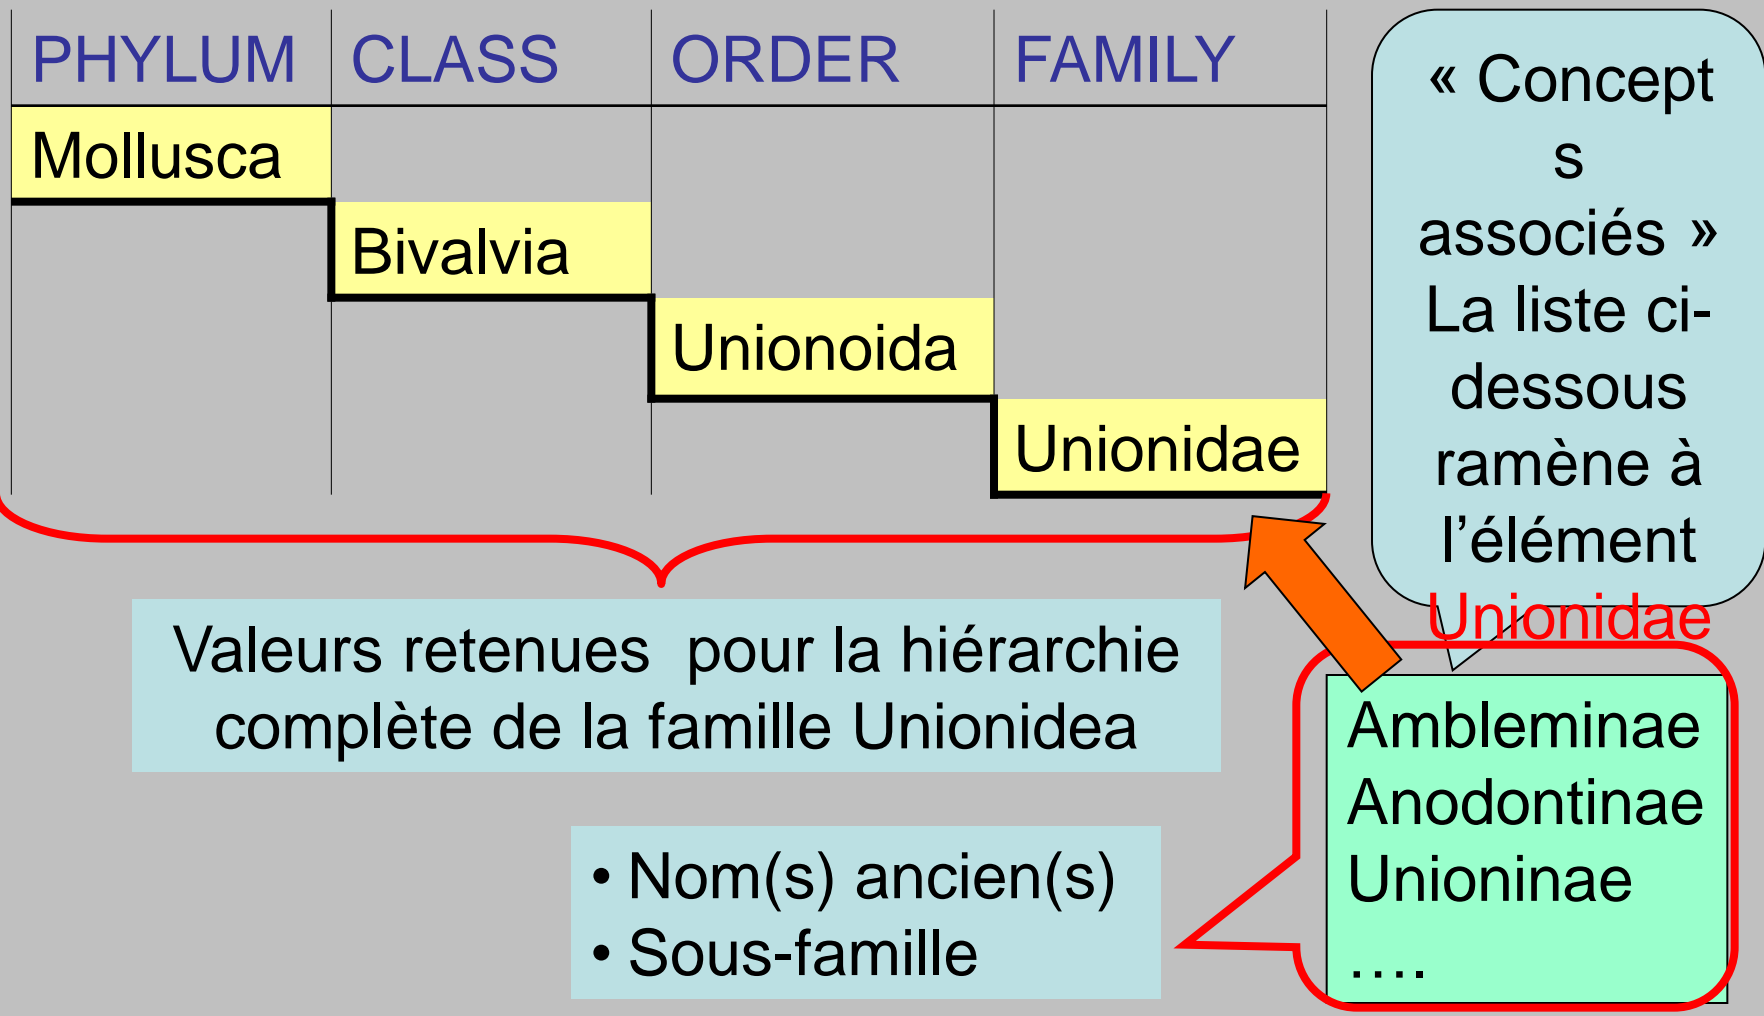 PHYLUM CLASS ORDER FAMILY
Mollusca
Bivalvia
Unionoida
Unionidae
« Concept
s
associés »
La liste ci-
dessous
ramène à
l’élément
Unionidae
Valeurs retenues  pour la hiérarchie
complète de la famille Unionidea
• Nom(s) ancien(s)
• Sous-famille
Ambleminae
Anodontinae
Unioninae
….